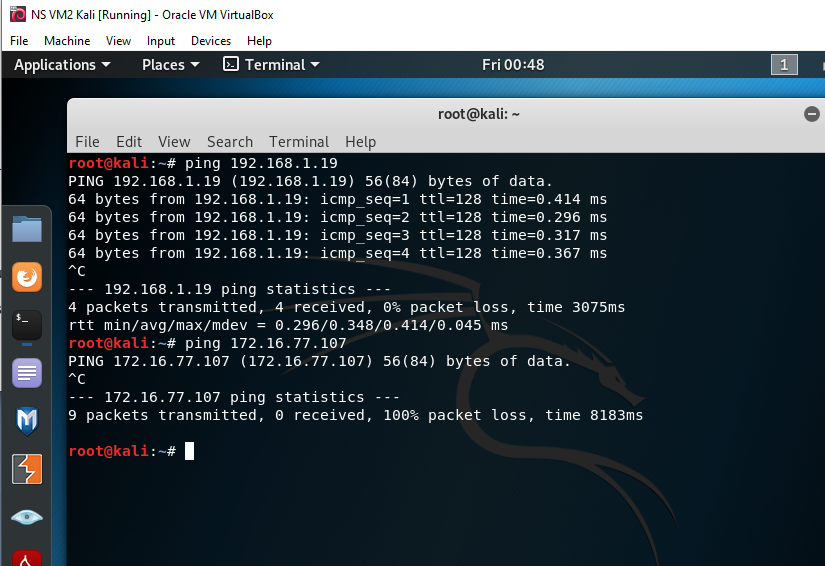 NS VM2 Kali [Running] - Oracle VM VirtualBox
File Machine View Input Devices Help
Applications Places Terminal Fri 00:48 1
root@kali: ~
File Edit View Search Terminal Help
root@kali:~# ping 192.168.1.19
PING 192.168.1.19 (192.168.1.19) 56(84) bytes of data.
64 bytes from 192.168.1.19: icmp_seq=1 ttl=128 time=0.414 ms
64 bytes from 192.168.1.19: icmp_seq=2 ttl=128 time=0.296 ms
64 bytes from 192.168.1.19: icmp_seq=3 ttl=128 time=0.317 ms
64 bytes from 192.168.1.19: icmp_seq=4 ttl=128 time=0.367 ms
^C
--- 192.168.1.19 ping statistics ---
4 packets transmitted, 4 received, 0% packet loss, time 3075ms
rtt min/avg/max/mdev = 0.296/0.348/0.414/0.045 ms
root@kali:~# ping 172.16.77.107
PING 172.16.77.107 (172.16.77.107) 56(84) bytes of data.
^C
--- 172.16.77.107 ping statistics ---
9 packets transmitted, 0 received, 100% packet loss, time 8183ms
root@kali:~#